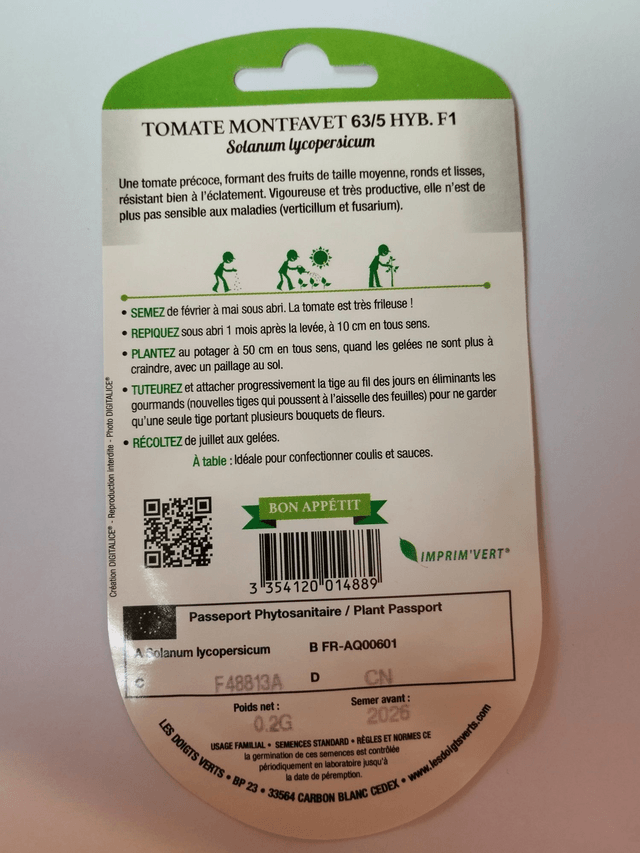 TOMATE MONTFAVET 63/5 HYB. F1
Solanum lycopersicum
Une tomate précoce, formant des fruits de taille moyenne, ronds et lisses,
résistant bien à l'éclatement. Vigoureuse et très productive, elle n'est de
plus pas sensible aux maladies (verticillum et fusarium).
• SEMEZ de février à mai sous abri. La tomate est très frileuse !
• REPIQUEZ sous abri 1 mois après la levée, à 10 cm en tous sens.
• PLANTEZ au potager à 50 cm en tous sens, quand les gelées ne sont plus à
craindre, avec un paillage au sol.
• TUTEUREZ et attacher progressivement la tige au fil des jours en éliminants les
gourmands (nouvelles tiges qui poussent à l'aisselle des feuilles) pour ne garder
qu'une seule tige portant plusieurs bouquets de fleurs.
• RÉCOLTEZ de juillet aux gelées.
À table : Idéale pour confectionner coulis et sauces.
Création DIGITALICE® - Reproduction interdite - Photo DIGITALICE®
BON APPÉTIT
3 354120 014889
IMPRIM'VERT®
Passeport Phytosanitaire / Plant Passport
A Solanum lycopersicum B FR-AQ00601
C F48813A D CN
Poids net : Semer avant :
0.2G 2026
USAGE FAMILIAL • SEMENCES STANDARD • RÈGLES ET NORMES CE
la germination de ces semences est contrôlée
périodiquement en laboratoire jusqu'à
la date de péremption.
LES DOIGTS VERTS • BP 23 • 33564 CARBON BLANC CEDEX • www.lesdoigtsverts.com